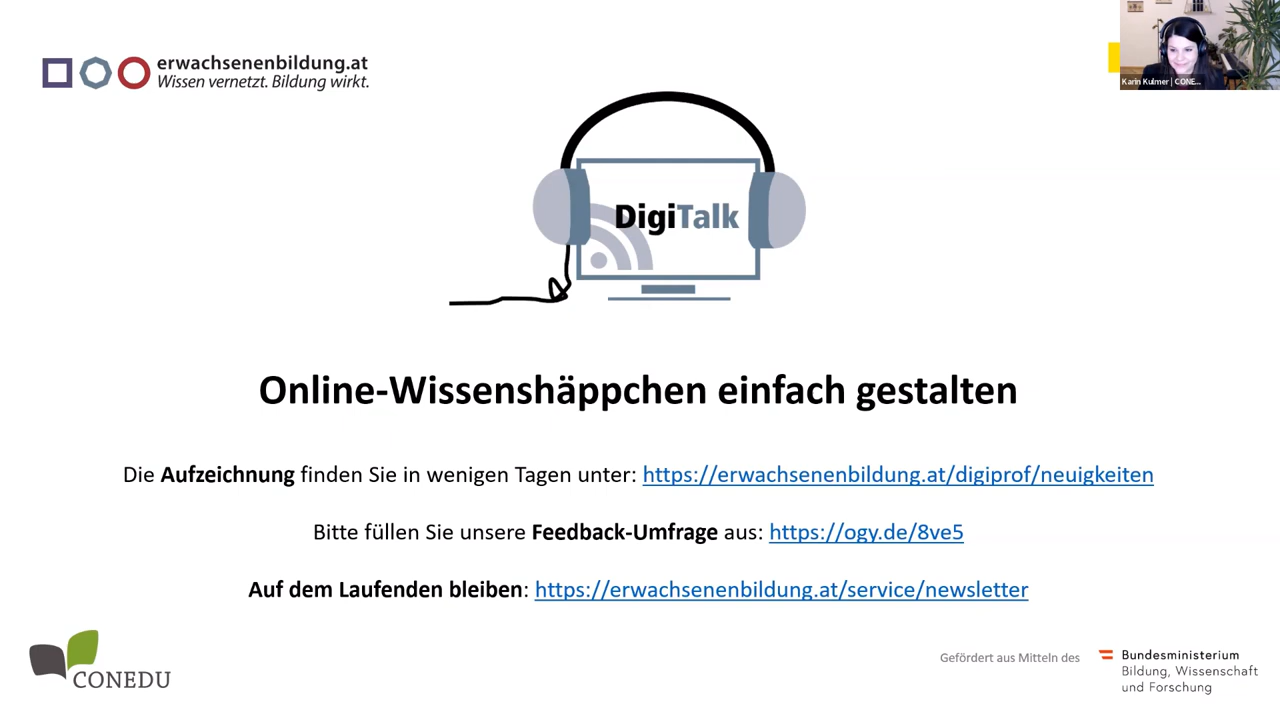 erwachsenenbildung.at
Wissen vernetzt. Bildung wirkt.
Karin Kulmer | CONE...
DigiTalk
Online-Wissenshäppchen einfach gestalten
Die Aufzeichnung finden Sie in wenigen Tagen unter: https://erwachsenenbildung.at/digiprof/neuigkeiten
Bitte füllen Sie unsere Feedback-Umfrage aus: https://ogy.de/8ve5
Auf dem Laufenden bleiben: https://erwachsenenbildung.at/service/newsletter
CONEDU
Gefördert aus Mitteln des
Bundesministerium
Bildung, Wissenschaft
und Forschung